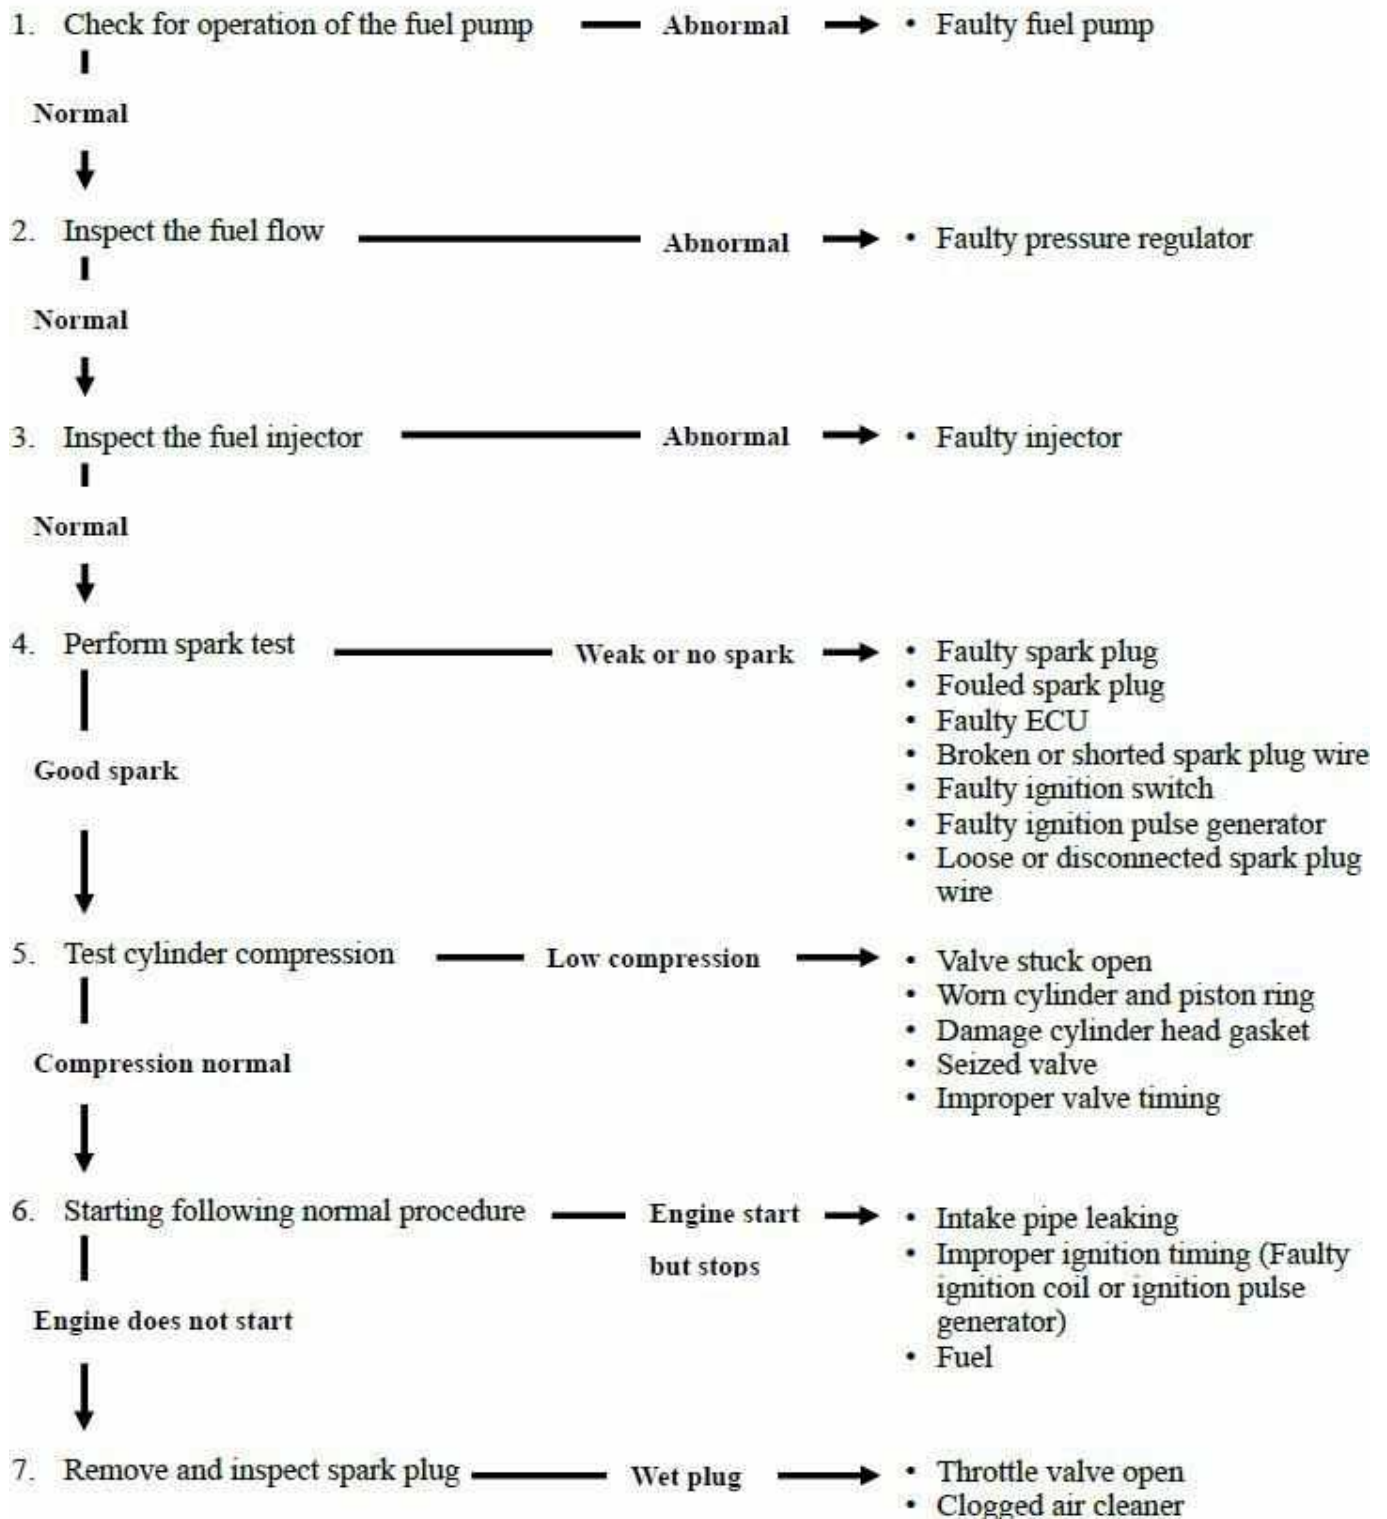 1. Check for operation of the fuel pump Abnormal • Faulty fuel pump
Normal
2. Inspect the fuel flow Abnormal • Faulty pressure regulator
Normal
3. Inspect the fuel injector Abnormal • Faulty injector
Normal
4. Perform spark test Weak or no spark • Faulty spark plug
• Fouled spark plug
• Faulty ECU
• Broken or shorted spark plug wire
Good spark
• Faulty ignition switch
• Faulty ignition pulse generator
• Loose or disconnected spark plug
wire
5. Test cylinder compression Low compression • Valve stuck open
• Worn cylinder and piston ring
• Damage cylinder head gasket
Compression normal • Seized valve
• Improper valve timing
6. Starting following normal procedure Engine start • Intake pipe leaking
but stops • Improper ignition timing (Faulty
ignition coil or ignition pulse
Engine does not start generator)
• Fuel
7. Remove and inspect spark plug Wet plug • Throttle valve open
• Clogged air cleaner